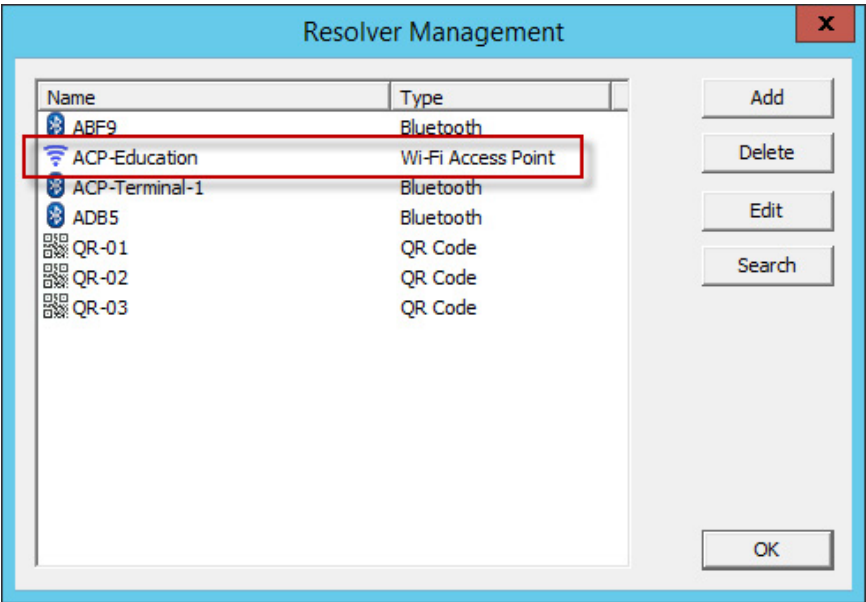 Resolver Management
x
Name Type
ABF9 Bluetooth
ACP-Education Wi-Fi Access Point
ACP-Terminal-1 Bluetooth
ADB5 Bluetooth
QR-01 QR Code
QR-02 QR Code
QR-03 QR Code
Add
Delete
Edit
Search
OK